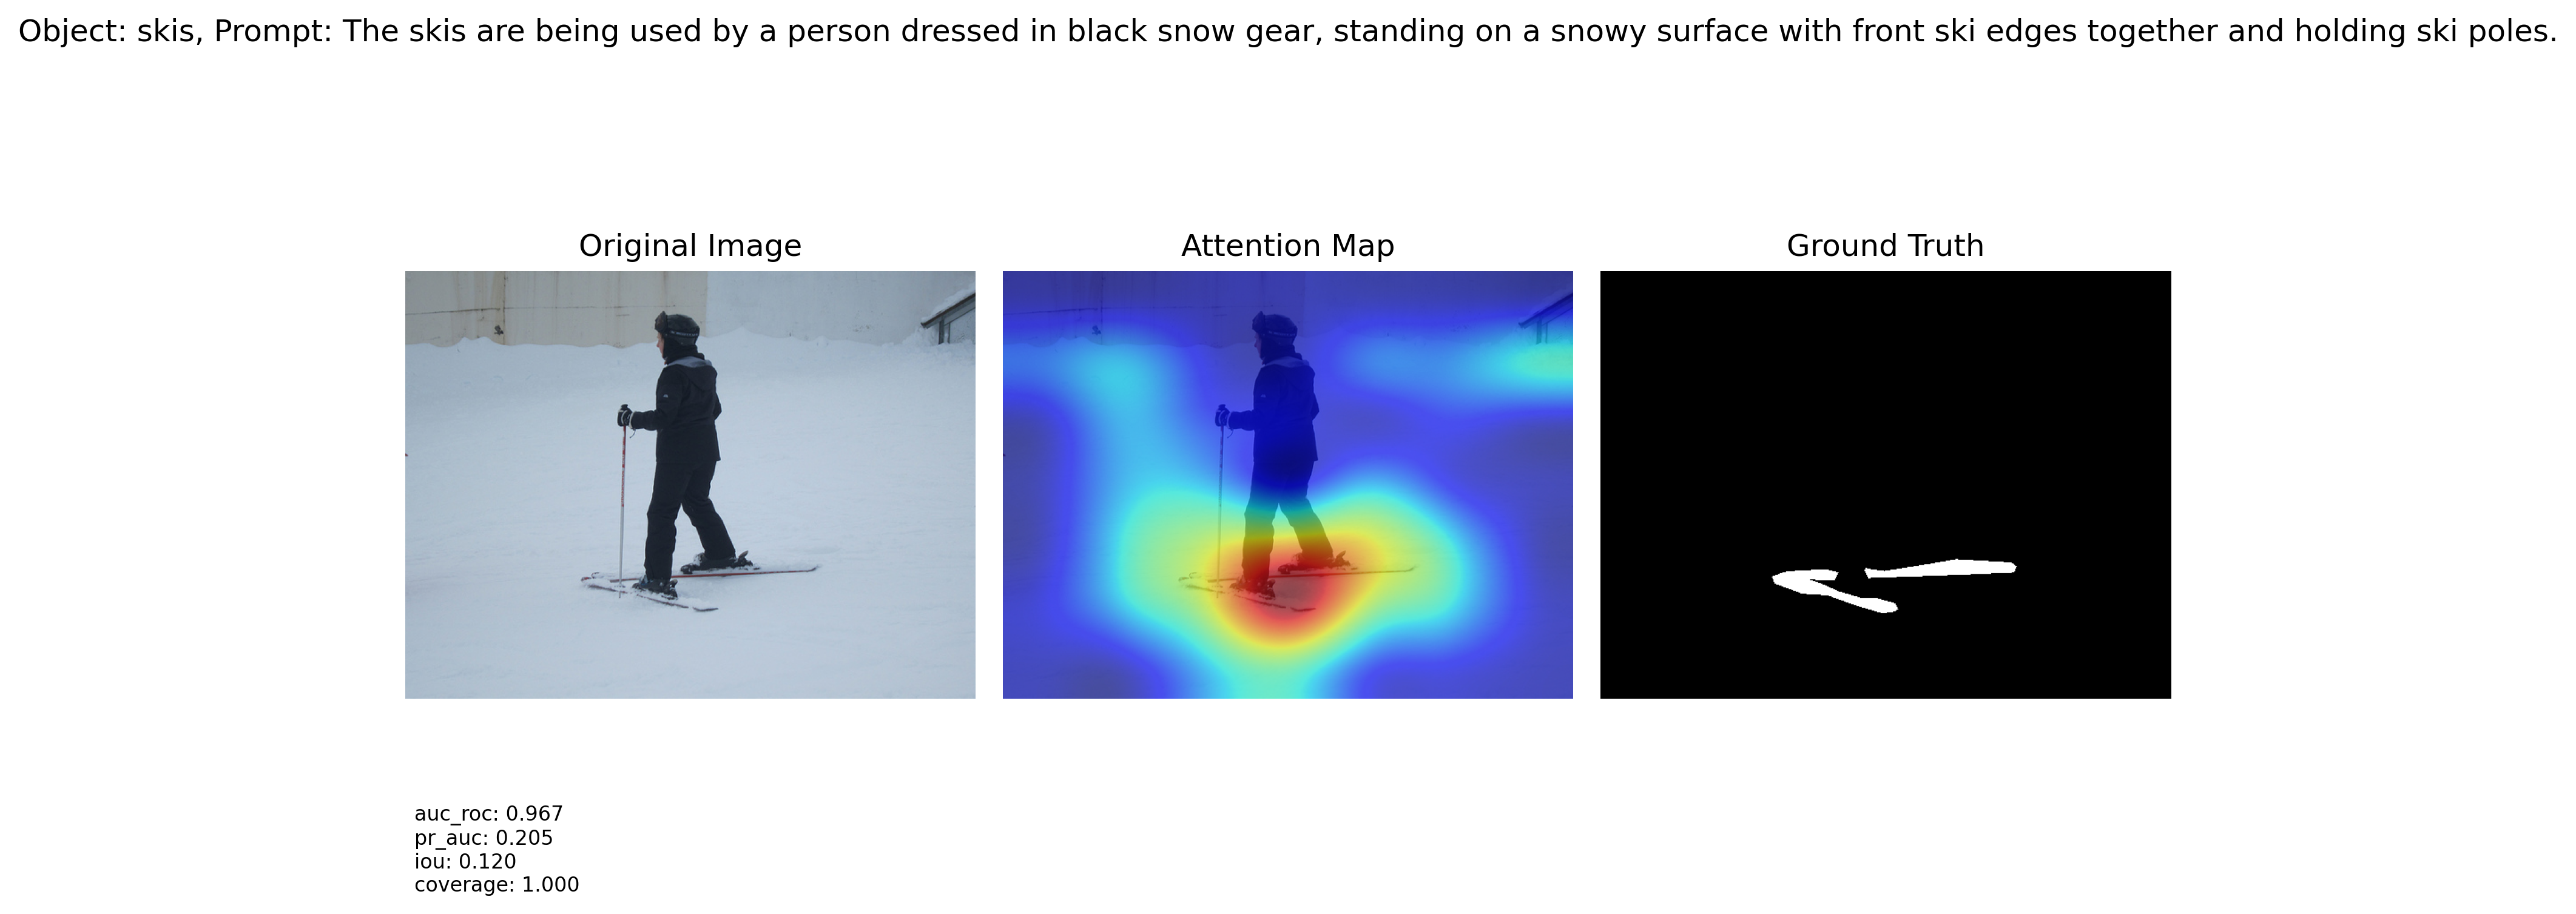 Object: skis, Prompt: The skis are being used by a person dressed in black snow gear, standing on a snowy surface with front ski edges together and holding ski poles.
Original Image
Attention Map
Ground Truth
auc_roc: 0.967
pr_auc: 0.205
iou: 0.120
coverage: 1.000